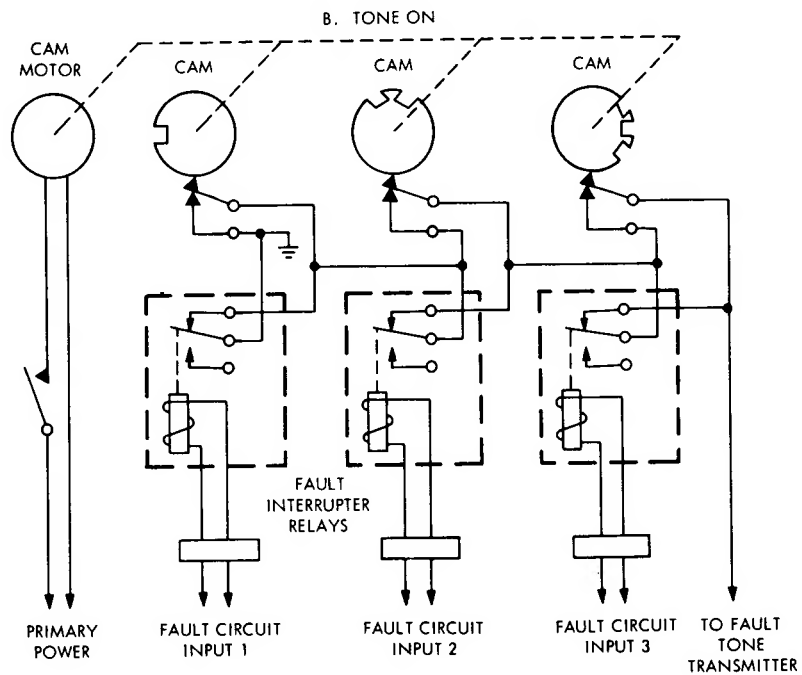 B. TONE ON
CAM
MOTOR
CAM
CAM
CAM
FAULT
INTERRUPTER
RELAYS
PRIMARY
POWER
FAULT CIRCUIT
INPUT 1
FAULT CIRCUIT
INPUT 2
FAULT CIRCUIT
INPUT 3
TO FAULT
TONE
TRANSMITTER